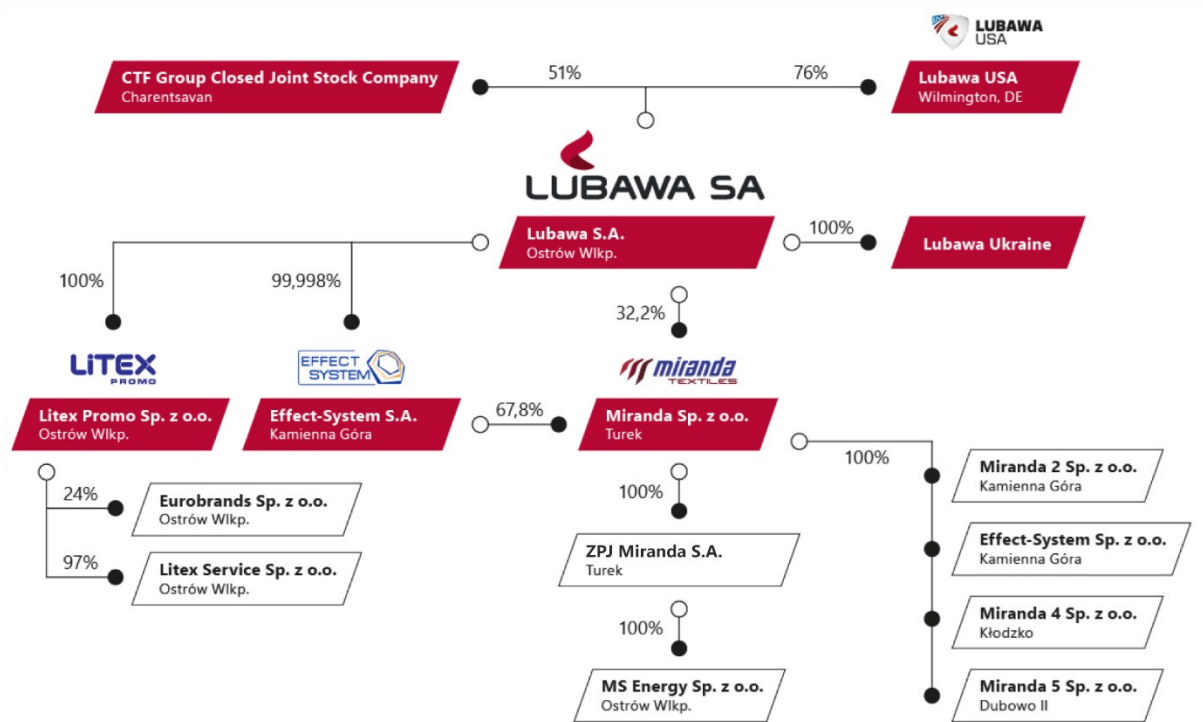 LUBAWA
USA
CTF Group Closed Joint Stock Company
Charentsavan
51%
76%
Lubawa USA
Wilmington, DE
LUBAWA SA
Lubawa S.A.
Ostrów Wlkp.
100%
Lubawa Ukraine
100%
99,998%
32,2%
LiTEX
PROMO
EFFECT
SYSTEM
miranda
TEXTILES
Litex Promo Sp. z o.o.
Ostrów Wlkp.
Effect-System S.A.
Kamienna Góra
67,8%
Miranda Sp. z o.o.
Turek
24%
Eurobrands Sp. z o.o.
Ostrów Wlkp.
97%
Litex Service Sp. z o.o.
Ostrów Wlkp.
100%
ZPJ Miranda S.A.
Turek
100%
MS Energy Sp. z o.o.
Ostrów Wlkp.
100%
Miranda 2 Sp. z o.o.
Kamienna Góra
Effect-System Sp. z o.o.
Kamienna Góra
Miranda 4 Sp. z o.o.
Kłodzko
Miranda 5 Sp. z o.o.
Dubowo II